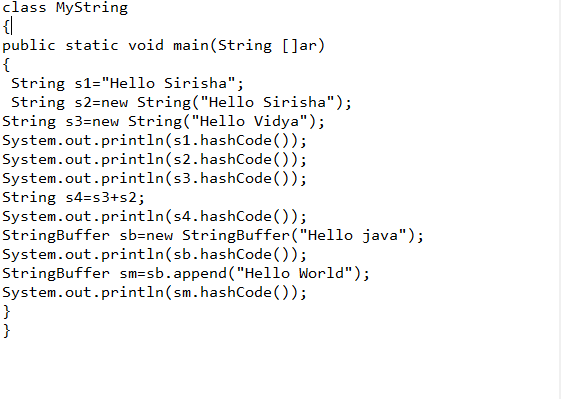 class MyString
{
public static void main(String []ar)
{
 String s1="Hello Sirisha";
 String s2=new String("Hello Sirisha");
String s3=new String("Hello Vidya");
System.out.println(s1.hashCode());
System.out.println(s2.hashCode());
System.out.println(s3.hashCode());
String s4=s3+s2;
System.out.println(s4.hashCode());
StringBuffer sb=new StringBuffer("Hello java");
System.out.println(sb.hashCode());
StringBuffer sm=sb.append("Hello World");
System.out.println(sm.hashCode());
}
}